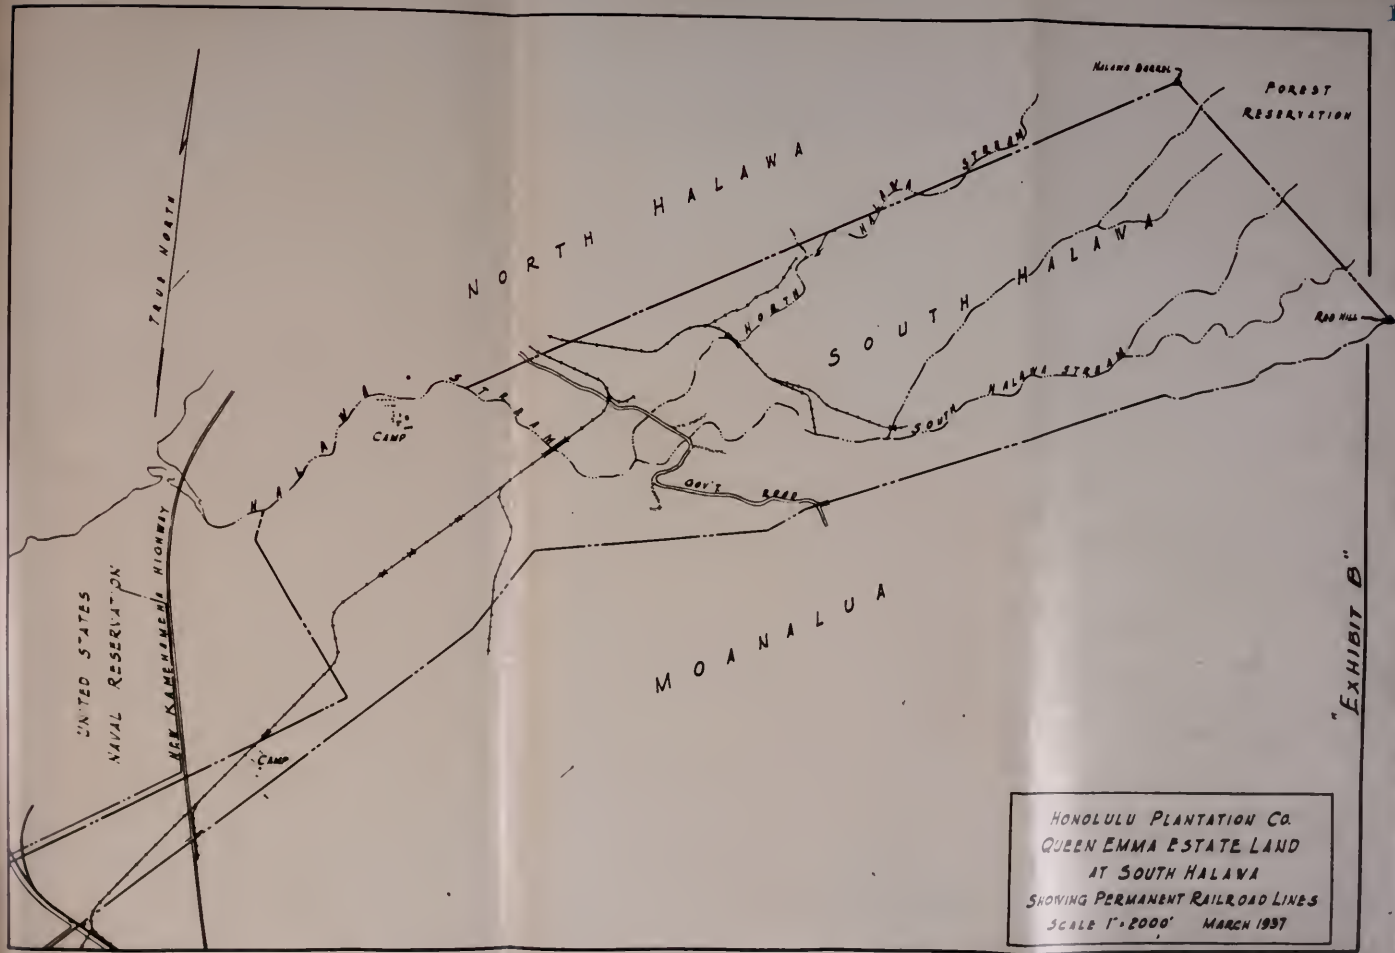 HALAWA BARREL
FOREST
RESERVATION
TRUE NORTH
NORTH HALAWA
NORTH HALAWA STREAM
SOUTH HALAWA
SOUTH HALAWA STREAM
RED HILL
HALAWA STREAM
CAMP
GOV'T ROAD
MOANALUA
UNITED STATES
NAVAL RESERVATION
NEW KAMEHAMEHA HIGHWAY
CAMP
"EXHIBIT B"
HONOLULU PLANTATION CO.
QUEEN EMMA ESTATE LAND
AT SOUTH HALAWA
SHOWING PERMANENT RAILROAD LINES
SCALE 1"=2000' MARCH 1937